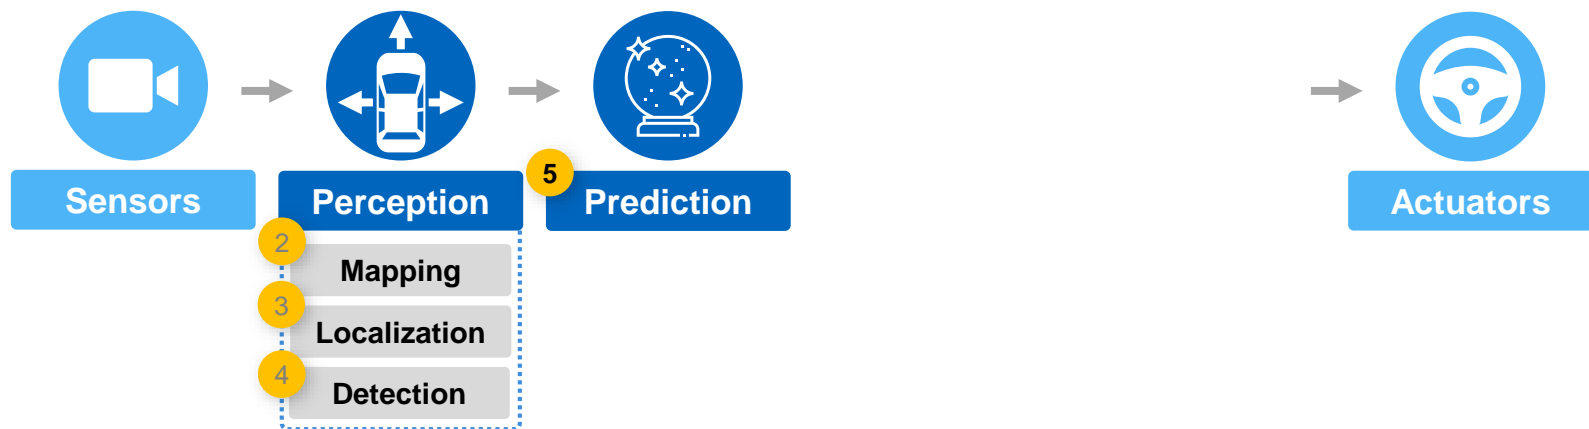 Sensors
Perception
5
Prediction
Actuators
2
Mapping
3
Localization
4
Detection